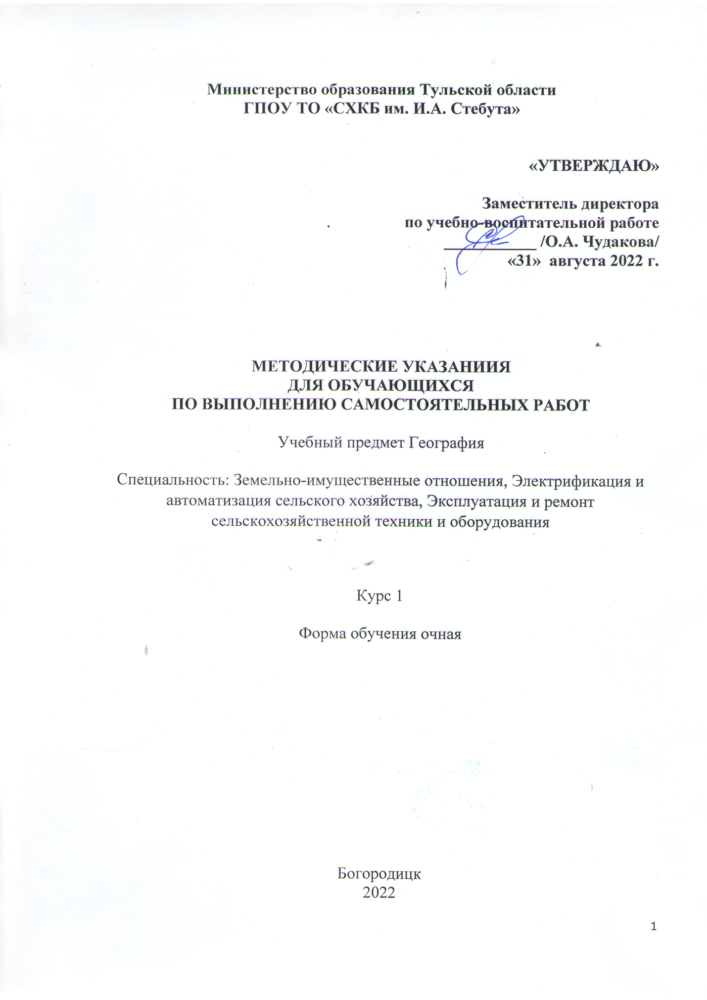 Министерство образования Тульской области
ГПОУ ТО «СХКБ им. И.А. Стебута»
«УТВЕРЖДАЮ»
Заместитель директора
по учебно-воспитательной работе
___________ /О.А. Чудакова/
«31» августа 2022 г.
МЕТОДИЧЕСКИЕ УКАЗАНИИЯ
ДЛЯ ОБУЧАЮЩИХСЯ
ПО ВЫПОЛНЕНИЮ САМОСТОЯТЕЛЬНЫХ РАБОТ
Учебный предмет География
Специальность: Земельно-имущественные отношения, Электрификация и
автоматизация сельского хозяйства, Эксплуатация и ремонт
сельскохозяйственной техники и оборудования
Курс 1
Форма обучения очная
Богородицк
2022
1